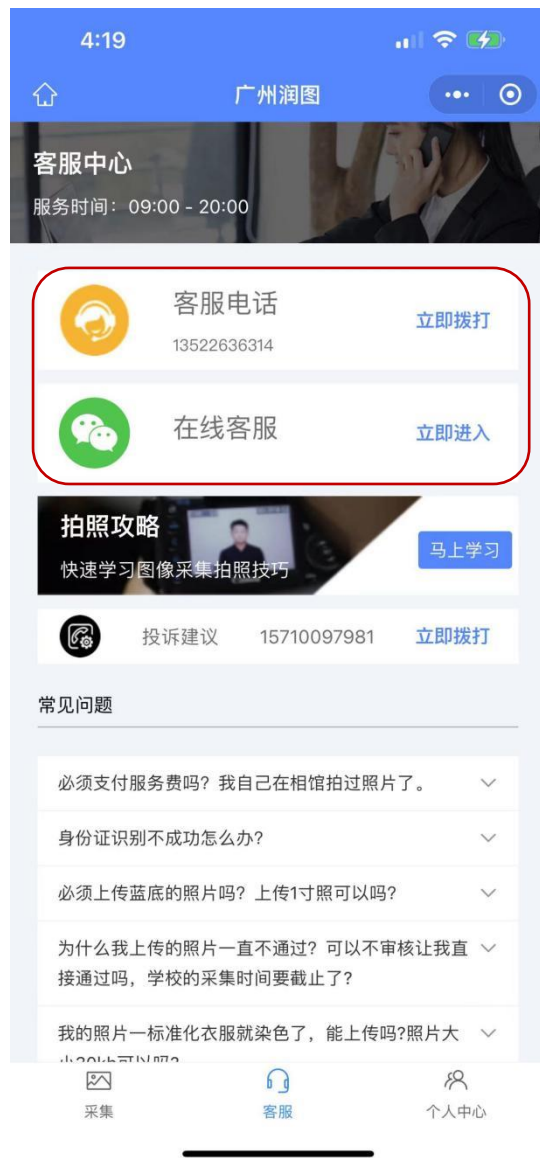 4:19
广州润图
客服中心
服务时间：09:00 - 20:00
客服电话
13522636314
立即拨打
在线客服
立即进入
拍照攻略
快速学习图像采集拍照技巧
马上学习
投诉建议 15710097981 立即拨打
常见问题
必须支付服务费吗？我自己在相馆拍过照片了。
身份证识别不成功怎么办?
必须上传蓝底的照片吗？上传1寸照可以吗?
为什么我上传的照片一直不通过？可以不审核让我直
接通过吗，学校的采集时间要截止了?
我的照片一标准化衣服就染色了，能上传吗?照片大
采集
客服
个人中心